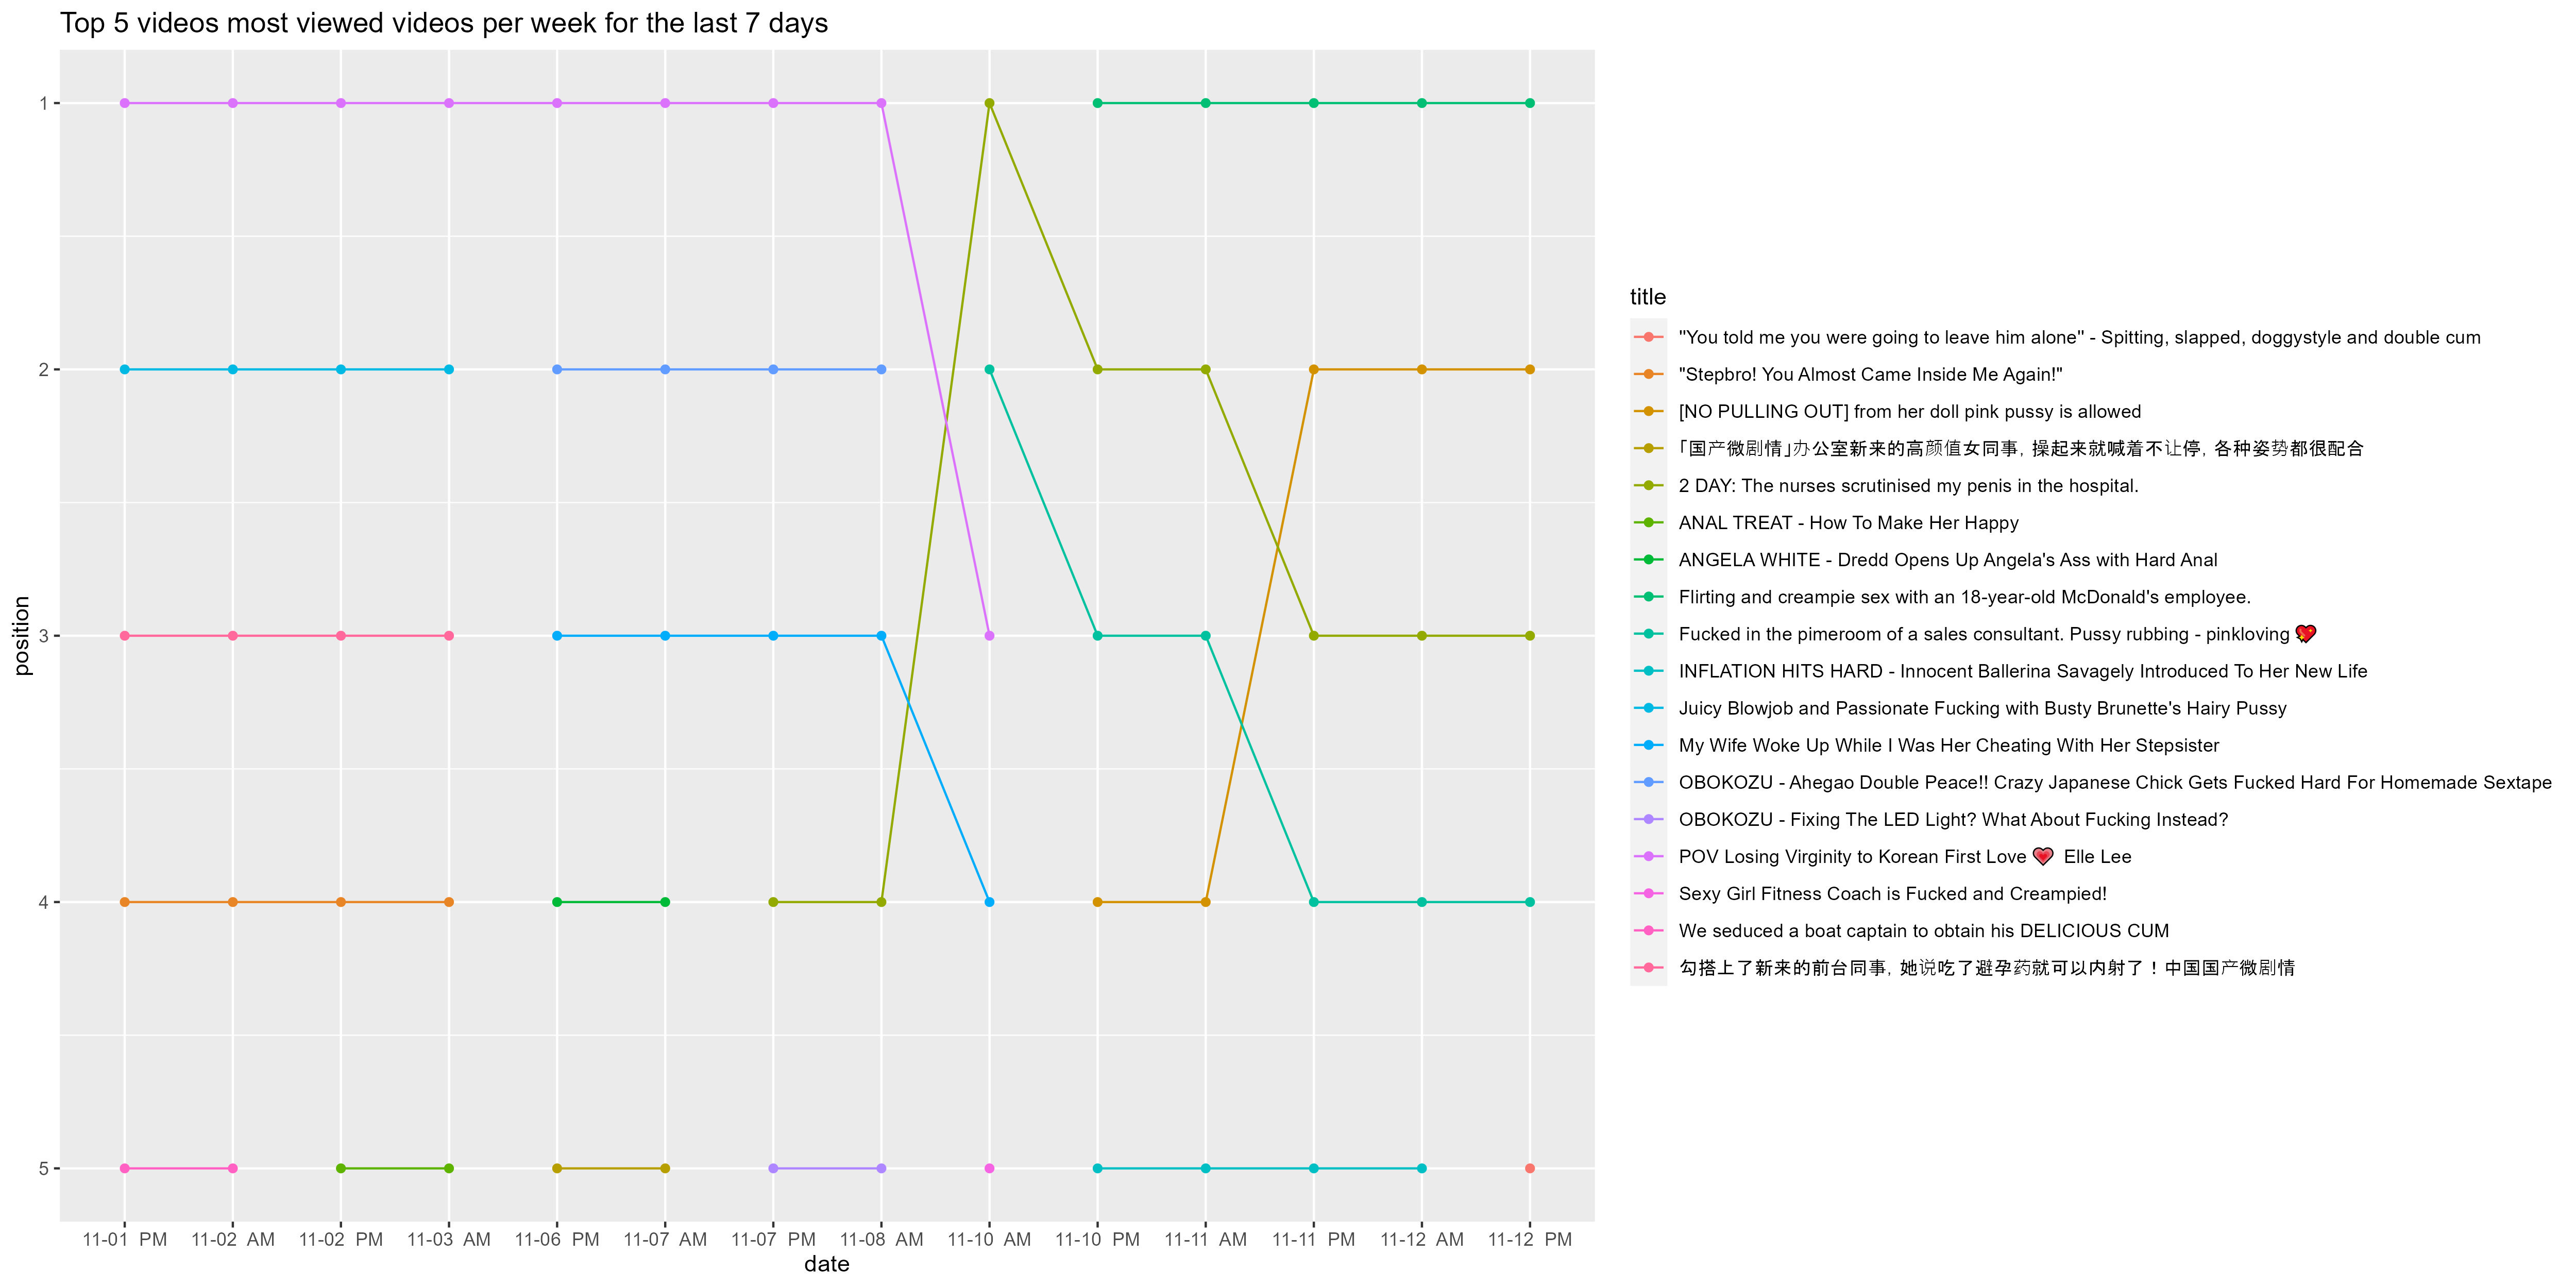 Top 5 videos most viewed videos per week for the last 7 days
position
1
2
3
4
5
11-01 PM
11-02 AM
11-02 PM
11-03 AM
11-06 PM
11-07 AM
11-07 PM
11-08 AM
11-10 AM
11-10 PM
11-11 AM
11-11 PM
11-12 AM
11-12 PM
date
title
"You told me you were going to leave him alone" - Spitting, slapped, doggystyle and double cum
"Stepbro! You Almost Came Inside Me Again!"
[NO PULLING OUT] from her doll pink pussy is allowed
「国产微剧情」办公室新来的高颜值女同事, 操起来就喊着不让停, 各种姿势都很配合
2 DAY: The nurses scrutinised my penis in the hospital.
ANAL TREAT - How To Make Her Happy
ANGELA WHITE - Dredd Opens Up Angela's Ass with Hard Anal
Flirting and creampie sex with an 18-year-old McDonald's employee.
Fucked in the pimeroom of a sales consultant. Pussy rubbing - pinkloving 💖
INFLATION HITS HARD - Innocent Ballerina Savagely Introduced To Her New Life
Juicy Blowjob and Passionate Fucking with Busty Brunette's Hairy Pussy
My Wife Woke Up While I Was Her Cheating With Her Stepsister
OBOKOZU - Ahegao Double Peace!! Crazy Japanese Chick Gets Fucked Hard For Homemade Sextape
OBOKOZU - Fixing The LED Light? What About Fucking Instead?
POV Losing Virginity to Korean First Love 💗 Elle Lee
Sexy Girl Fitness Coach is Fucked and Creampied!
We seduced a boat captain to obtain his DELICIOUS CUM
勾搭上了新来的前台同事, 她说吃了避孕药就可以内射了！中国国产微剧情